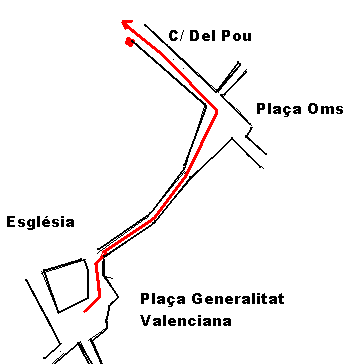 C/ Del Pou
Plaça Oms
Església
Plaça Generalitat
Valenciana